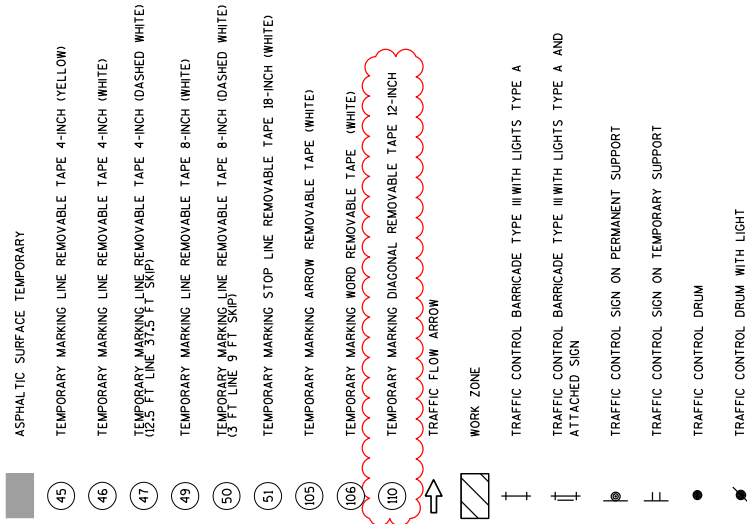 ASPHALTIC SURFACE TEMPORARY
45 TEMPORARY MARKING LINE REMOVABLE TAPE 4-INCH (YELLOW)
46 TEMPORARY MARKING LINE REMOVABLE TAPE 4-INCH (WHITE)
47 TEMPORARY MARKING LINE REMOVABLE TAPE 4-INCH (DASHED WHITE)
(12.5 FT LINE 37.5 FT SKIP)
49 TEMPORARY MARKING LINE REMOVABLE TAPE 8-INCH (WHITE)
50 TEMPORARY MARKING LINE REMOVABLE TAPE 8-INCH (DASHED WHITE)
(3 FT LINE 9 FT SKIP)
51 TEMPORARY MARKING STOP LINE REMOVABLE TAPE 18-INCH (WHITE)
105 TEMPORARY MARKING ARROW REMOVABLE TAPE (WHITE)
106 TEMPORARY MARKING WORD REMOVABLE TAPE (WHITE)
110 TEMPORARY MARKING DIAGONAL REMOVABLE TAPE 12-INCH
TRAFFIC FLOW ARROW
WORK ZONE
TRAFFIC CONTROL BARRICADE TYPE III WITH LIGHTS TYPE A
TRAFFIC CONTROL BARRICADE TYPE III WITH LIGHTS TYPE A AND
ATTACHED SIGN
TRAFFIC CONTROL SIGN ON PERMANENT SUPPORT
TRAFFIC CONTROL SIGN ON TEMPORARY SUPPORT
TRAFFIC CONTROL DRUM
TRAFFIC CONTROL DRUM WITH LIGHT